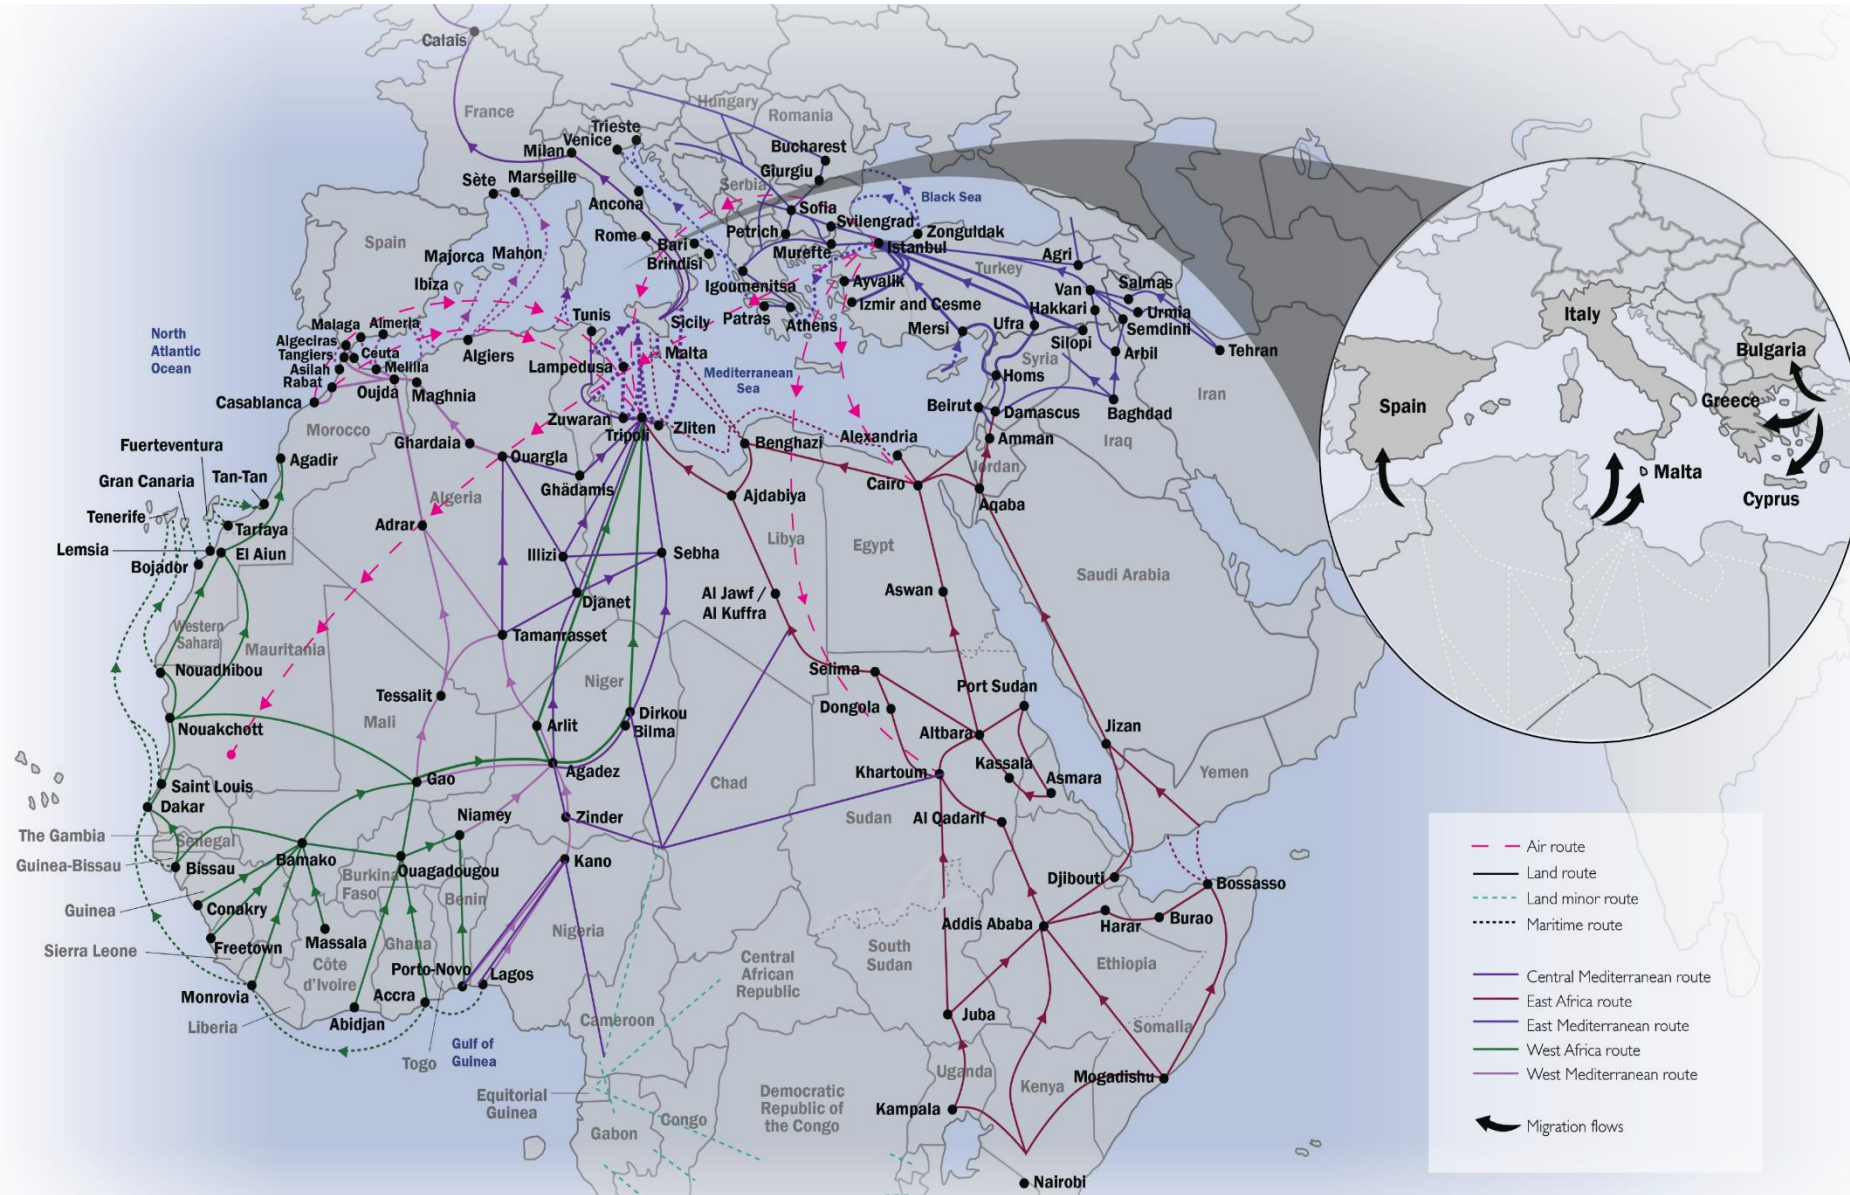 Calais
France
Hungary
Romania
Trieste
Venice
Milan
Bucharest
Giurgiu
Sète
Marseille
Serbia
Ancona
Black Sea
Sofia
Svilengrad
Spain
Rome
Bari
Petrich
Zonguldak
Majorca
Mahon
Brindisi
Murefte
Istanbul
Agri
Turkey
Salmas
Ibiza
Igoumenitsa
Ayvalik
Van
Izmir and Cesme
Hakkari
Urmia
North
Atlantic
Ocean
Malaga
Almeria
Tunis
Sicily
Patras
Athens
Mersi
Ufra
Semdinli
Algeciras
Tangiers
Ceuta
Algiers
Malta
Silopi
Syria
Arbil
Tehran
Asilah
Melilla
Lampedusa
Mediterranean
Sea
Homs
Rabat
Oujda
Maghnia
Iran
Casablanca
Beirut
Damascus
Baghdad
Zuwaran
Tripoli
Zliten
Morocco
Ghardaia
Benghazi
Alexandria
Amman
Iraq
Fuerteventura
Agadir
Ouargla
Jordan
Gran Canaria
Tan-Tan
Ghädamis
Cairo
Algeria
Ajdabiya
Aqaba
Tenerife
Tarfaya
Adrar
Libya
Egypt
Lemsia
El Aiun
Illizi
Sebha
Bojador
Saudi Arabia
Djanet
Al Jawf /
Al Kuffra
Aswan
Western
Sahara
Mauritania
Tamanrasset
Nouadhibou
Selima
Tessalit
Niger
Port Sudan
Dongola
Nouakchott
Mali
Arlit
Dirkou
Bilma
Altbara
Jizan
Agadez
Khartoum
Kassala
Asmara
Yemen
Saint Louis
Gao
Chad
Dakar
Niamey
Zinder
Sudan
Al Qadarif
The Gambia
Senegal
Guinea-Bissau
Bissau
Bamako
Ouagadougou
Kano
Burkina
Faso
Djibouti
Bossasso
Guinea
Conakry
Benin
Addis Ababa
Harar
Burao
Sierra Leone
Freetown
Massala
Ghana
Nigeria
South
Sudan
Ethiopia
Côte
d'Ivoire
Porto-Novo
Lagos
Central
African
Republic
Monrovia
Accra
Liberia
Abidjan
Cameroon
Juba
Somalia
Togo
Gulf of
Guinea
Uganda
Kenya
Mogadishu
Equitorial
Guinea
Democratic
Republic of
the Congo
Kampala
Gabon
Congo
Nairobi
Italy
Bulgaria
Spain
Greece
Malta
Cyprus
Air route
Land route
Land minor route
Maritime route
Central Mediterranean route
East Africa route
East Mediterranean route
West Africa route
West Mediterranean route
Migration flows